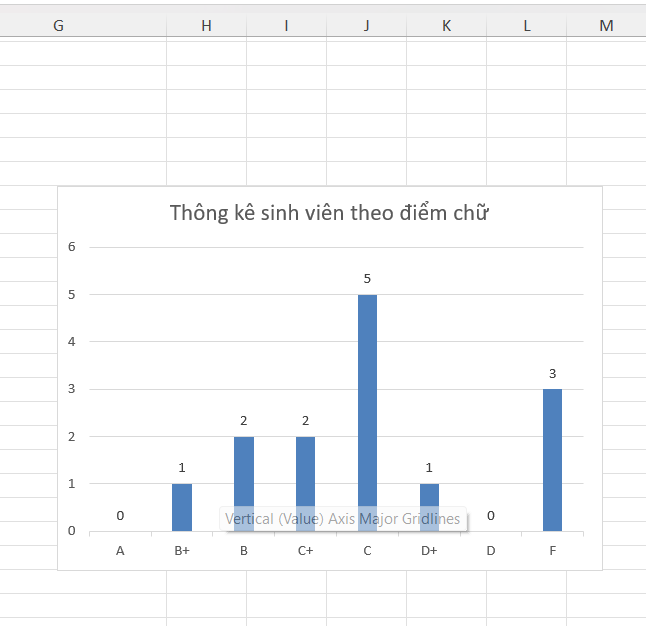 G H I J K L M
Thông kê sinh viên theo điểm chữ
6
5
4
3
2
1
0
0 1 2 2 5 1 0 3
Vertical (Value) Axis Major Gridlines
A B+ B C+ C D+ D F